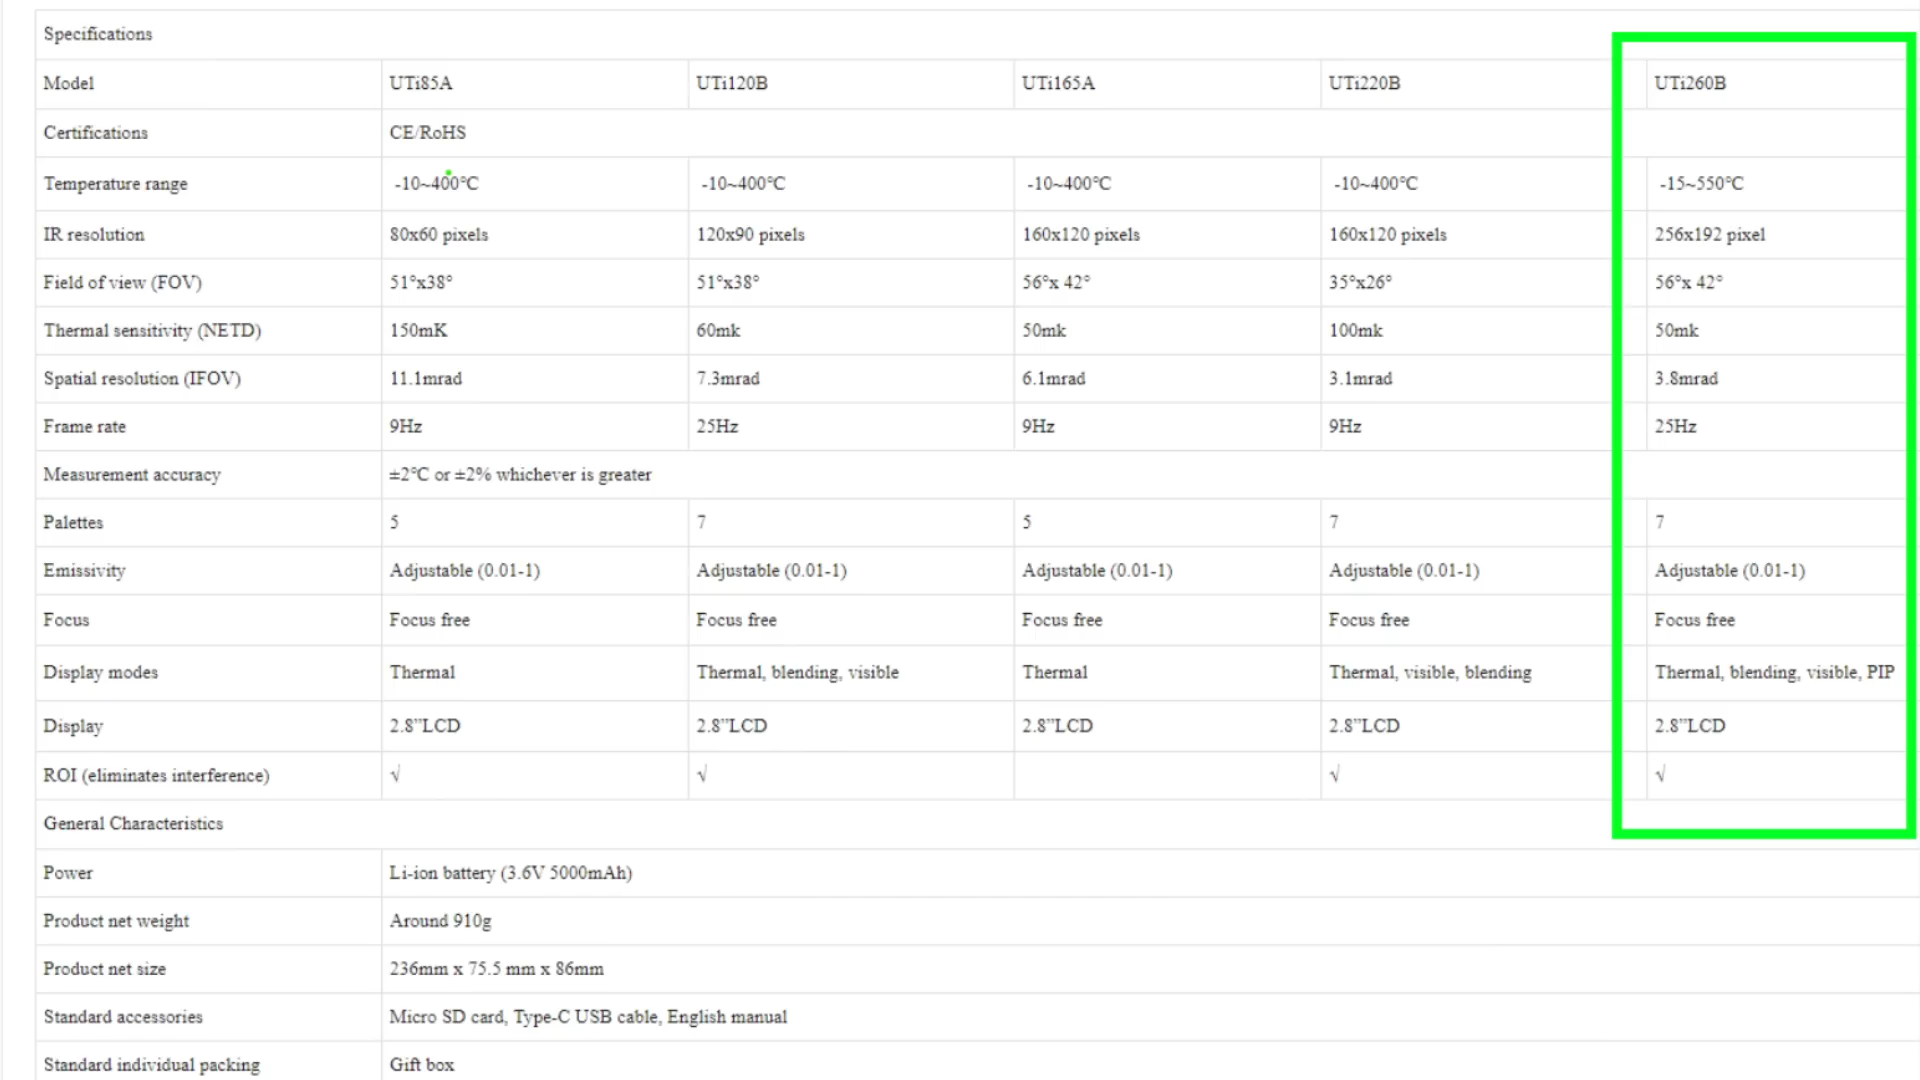 Specifications
Model UTi85A UTi120B UTi165A UTi220B UTi260B
Certifications CE/RoHS
Temperature range -10~400°C -10~400°C -10~400°C -10~400°C -15~550°C
IR resolution 80x60 pixels 120x90 pixels 160x120 pixels 160x120 pixels 256x192 pixel
Field of view (FOV) 51°x38° 51°x38° 56°x 42° 35°x26° 56°x 42°
Thermal sensitivity (NETD) 150mK 60mk 50mk 100mk 50mk
Spatial resolution (IFOV) 11.1mrad 7.3mrad 6.1mrad 3.1mrad 3.8mrad
Frame rate 9Hz 25Hz 9Hz 9Hz 25Hz
Measurement accuracy ±2°C or ±2% whichever is greater
Palettes 5 7 5 7 7
Emissivity Adjustable (0.01-1) Adjustable (0.01-1) Adjustable (0.01-1) Adjustable (0.01-1) Adjustable (0.01-1)
Focus Focus free Focus free Focus free Focus free Focus free
Display modes Thermal Thermal, blending, visible Thermal Thermal, visible, blending Thermal, blending, visible, PIP
Display 2.8”LCD 2.8”LCD 2.8”LCD 2.8”LCD 2.8”LCD
ROI (eliminates interference) √ √ √ √
General Characteristics
Power Li-ion battery (3.6V 5000mAh)
Product net weight Around 910g
Product net size 236mm x 75.5 mm x 86mm
Standard accessories Micro SD card, Type-C USB cable, English manual
Standard individual packing Gift box